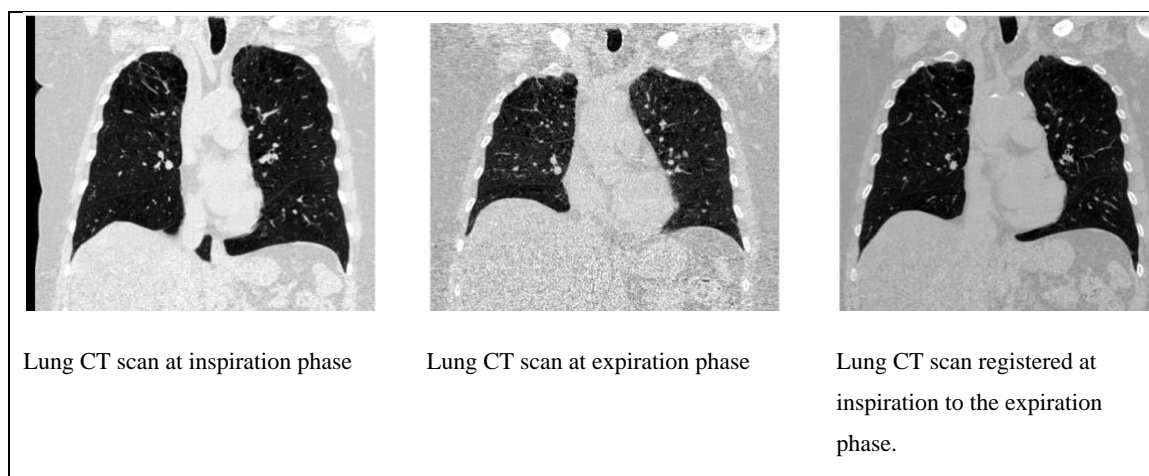 Lung CT scan at inspiration phase
Lung CT scan at expiration phase
Lung CT scan registered at
inspiration to the expiration
phase.